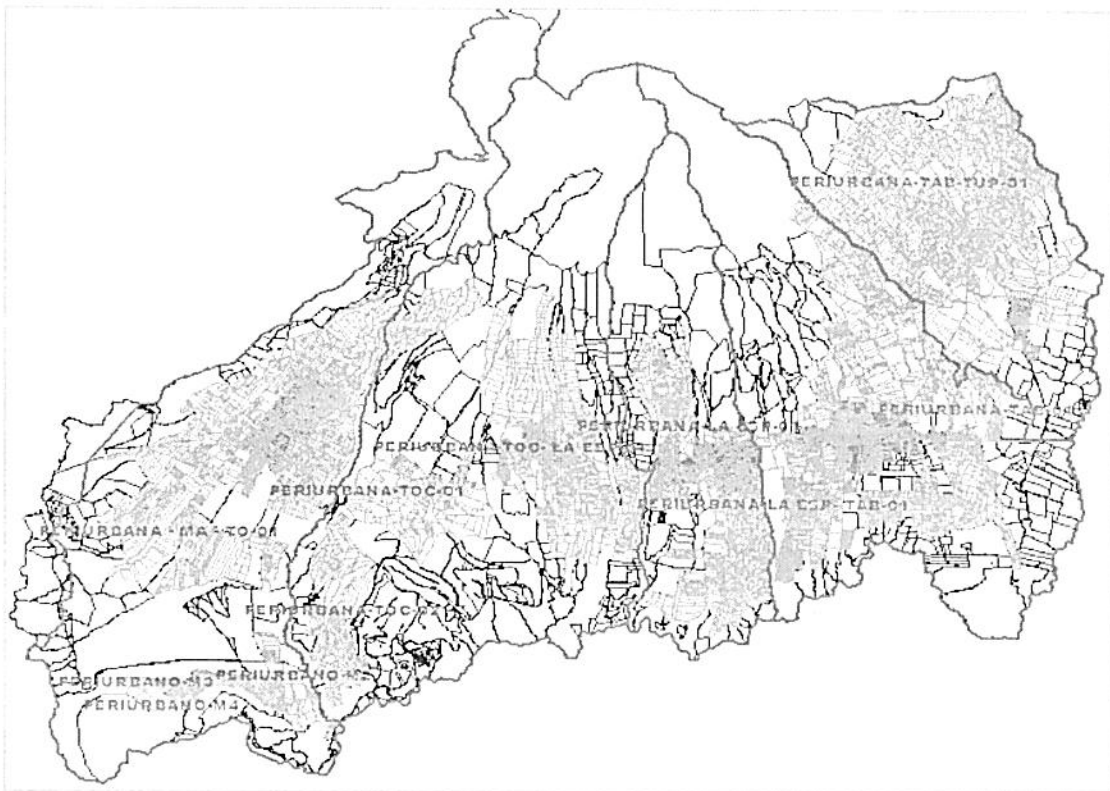 PERIURBANA-TAB-TUP-01
PERIURBANA-TAB-
PERIURBANA-LA ESP-01
PERIURBANA-TOC-LA ES
PERIURBANA-TOC-01
PERIURBANA-LA ESP-TAB-01
PERIURBANA-MA-TO-01
PERIURBANA-TOC-02
PERIURBANO-M3
PERIURBANO-M2
PERIURBANO-M4